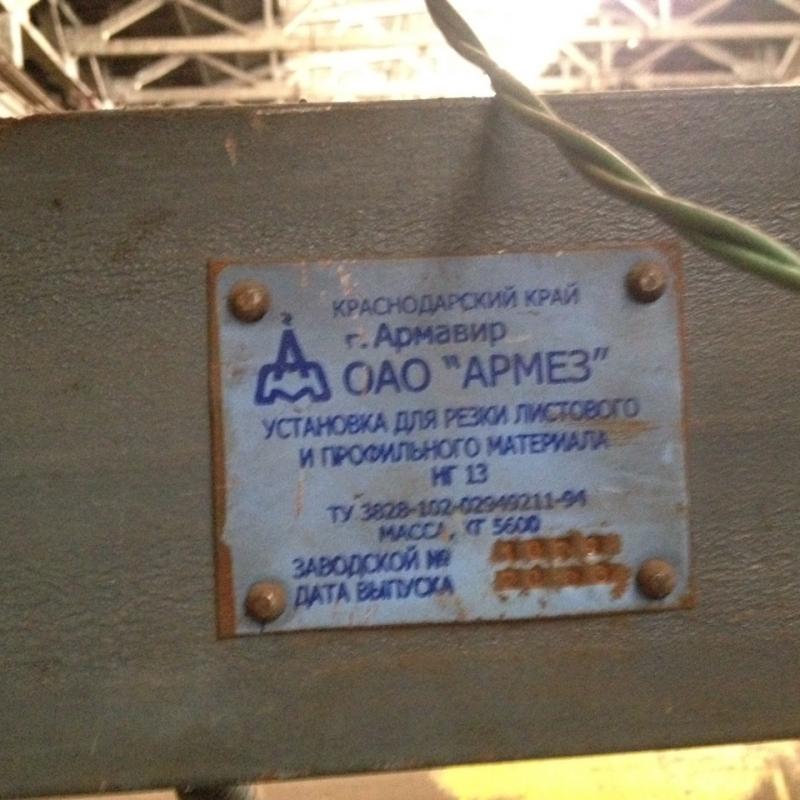 КРАСНОДАРСКИЙ КРАЙ
г. Армавир
ОАО "АРМЕЗ"
УСТАНОВКА ДЛЯ РЕЗКИ ЛИСТОВОГО
И ПРОФИЛЬНОГО МАТЕРИАЛА
НГ 13
ТУ 3828-102-02949211-94
МАССА, КГ 5600
ЗАВОДСКОЙ №
ДАТА ВЫПУСКА